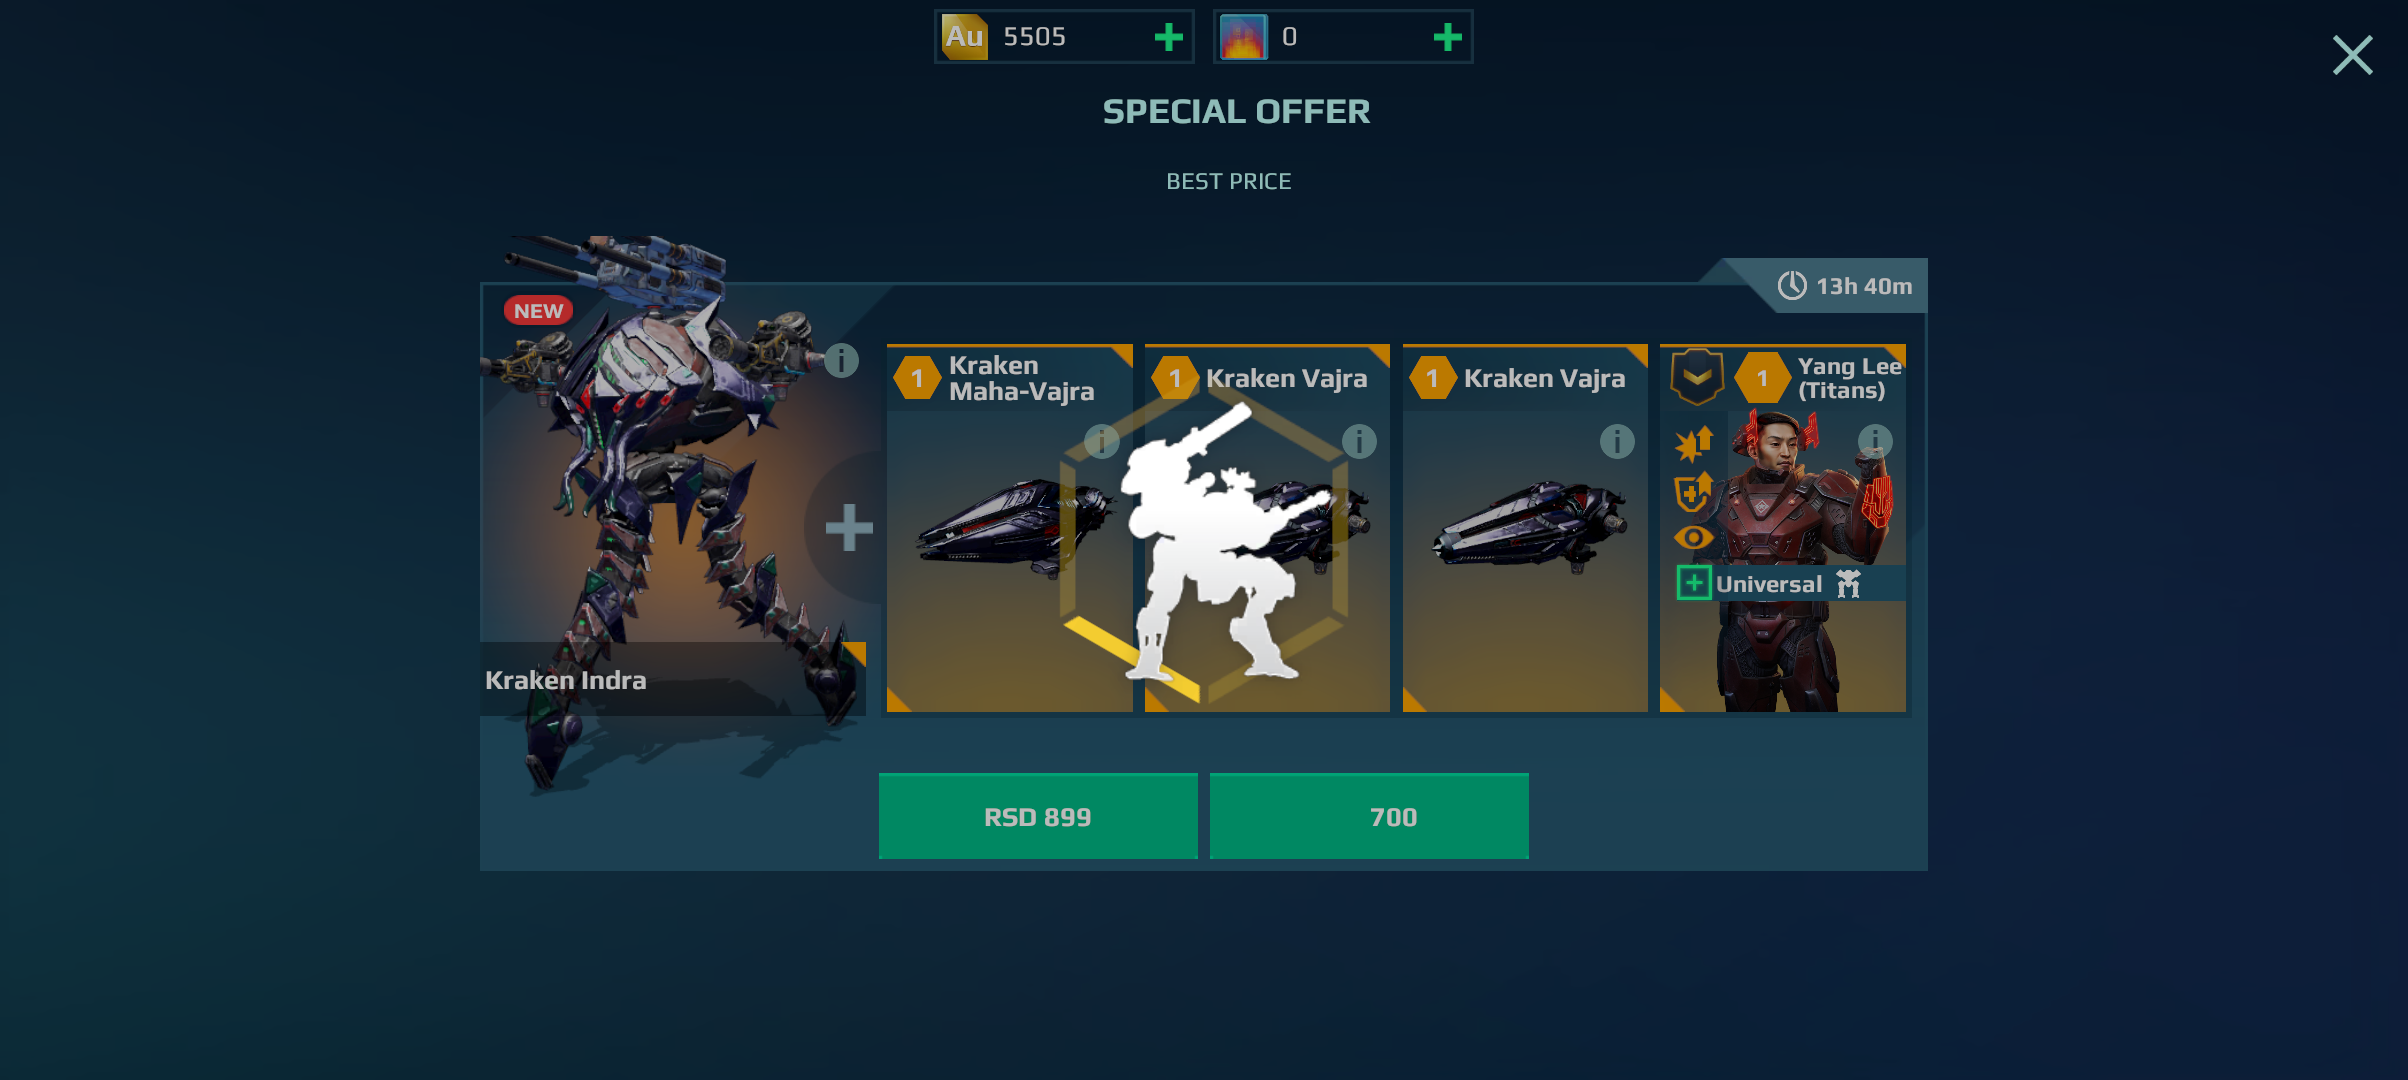 Au 5505
0
SPECIAL OFFER
BEST PRICE
13h 40m
NEW
i
1 Kraken
Maha-Vajra
i
1 Kraken Vajra
i
1 Kraken Vajra
i
1 Yang Lee
(Titans)
i
Universal
Kraken Indra
RSD 899
700